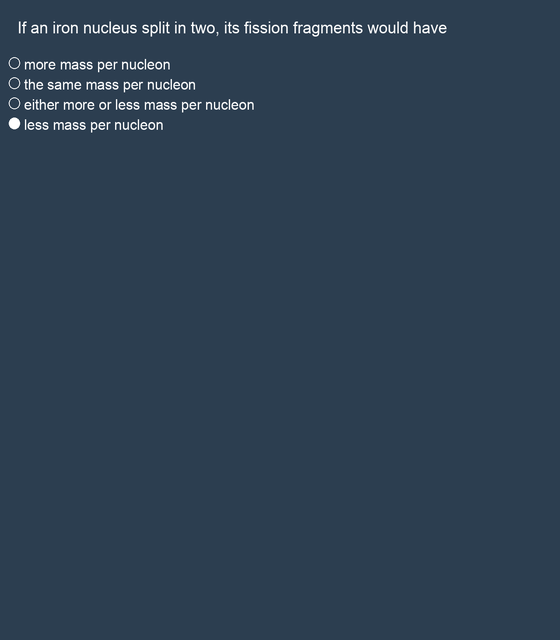 If an iron nucleus split in two, its fission fragments would have
more mass per nucleon
the same mass per nucleon
either more or less mass per nucleon
less mass per nucleon